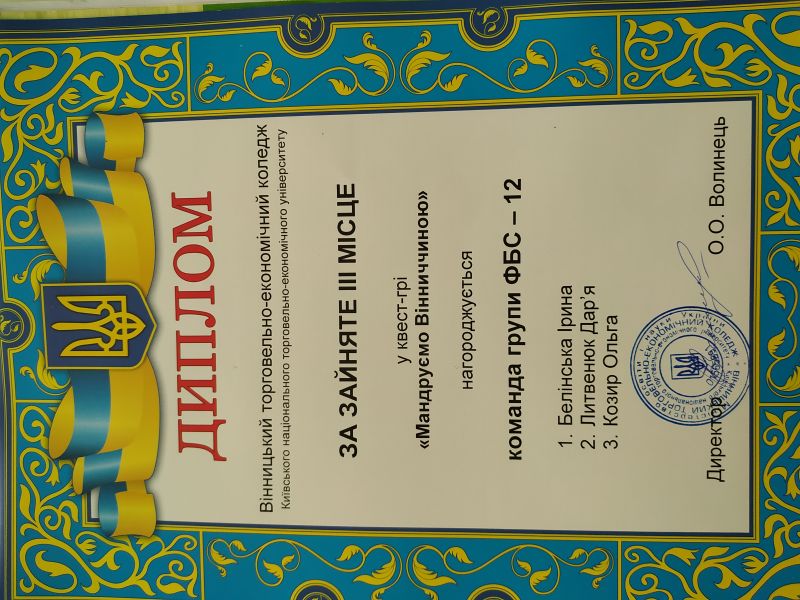 ДИПЛОМ
Вінницький торговельно-економічний коледж
Київського національного торговельно-економічного університету
ЗА ЗАЙНЯТЕ ІІІ МІСЦЕ
у квест-грі
«Мандруємо Вінниччиною»
нагороджується
команда групи ФБС – 12
1. Белінська Ірина
2. Литвенюк Дар’я
3. Козир Ольга
Директор О.О. Волинець